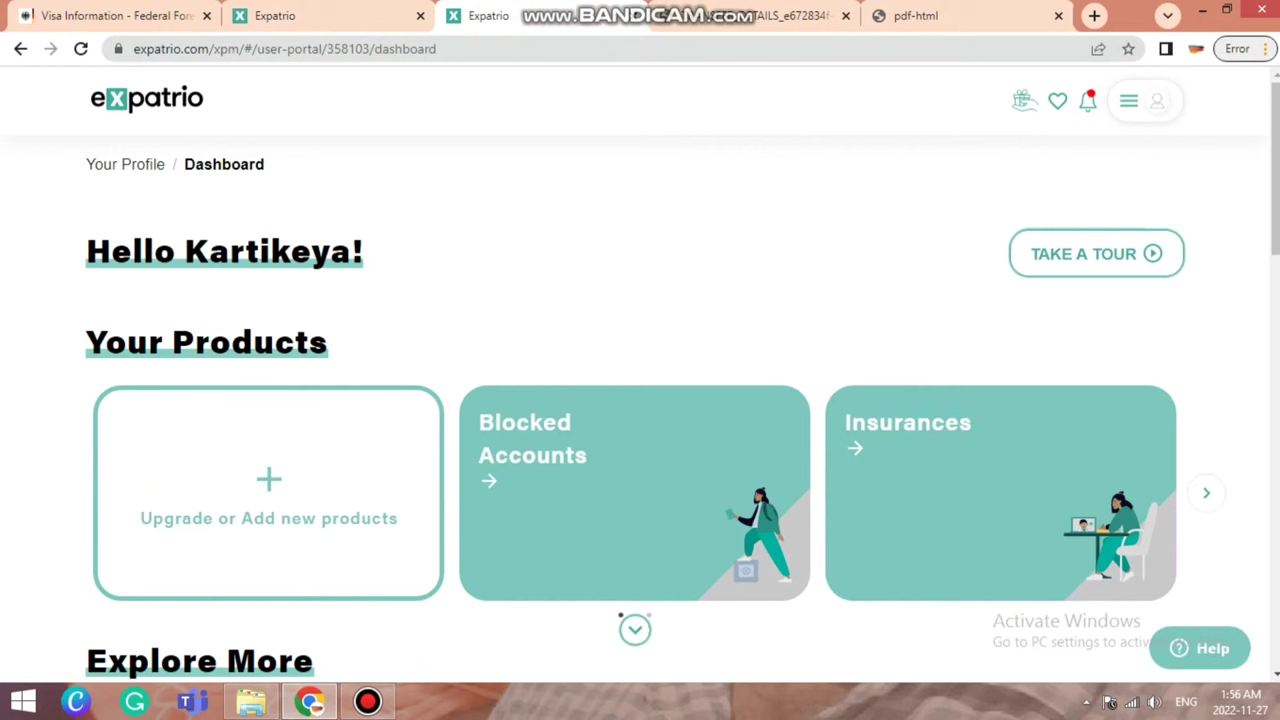 Visa Information - Federal Fore
Expatrio
Expatrio
www.BANDICAM.com
TAILS_e672834f-
pdf-html
expatrio.com/xpm/#/user-portal/358103/dashboard
Error
expatrio
Your Profile / Dashboard
Hello Kartikeya!
TAKE A TOUR
Your Products
Upgrade or Add new products
Blocked
Accounts
Insurances
Explore More
Activate Windows
Go to PC settings to activ
Help
ENG
1:56 AM
2022-11-27